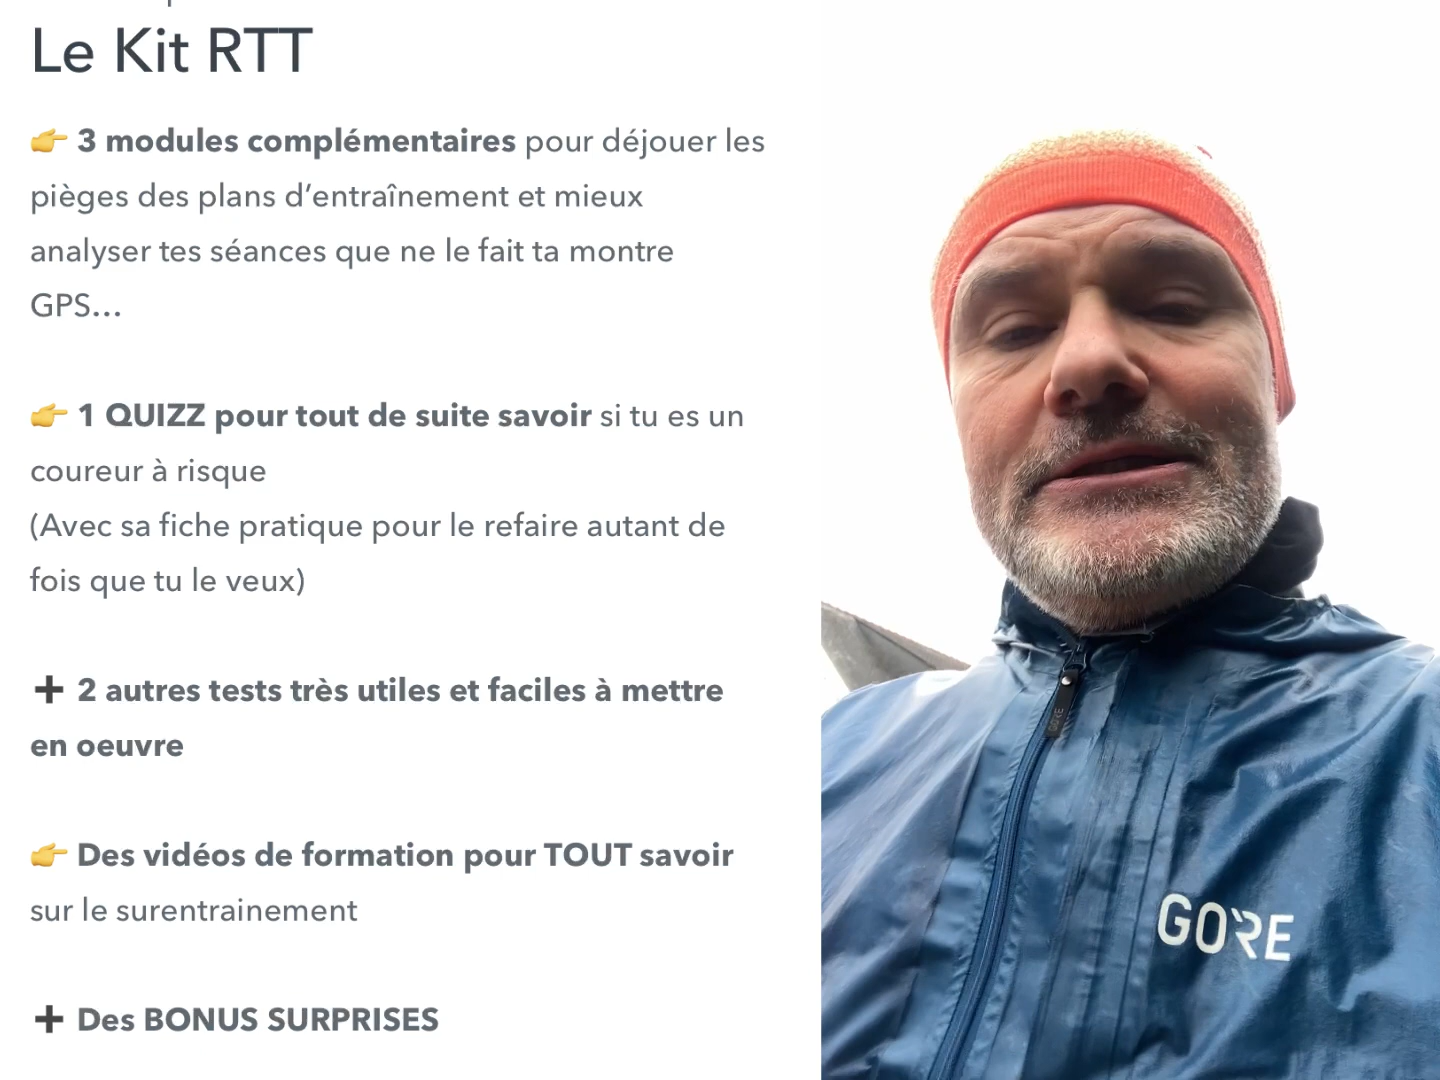 Le Kit RTT
👉 3 modules complémentaires pour déjouer les
pièges des plans d’entraînement et mieux
analyser tes séances que ne le fait ta montre
GPS…
👉 1 QUIZZ pour tout de suite savoir si tu es un
coureur à risque
(Avec sa fiche pratique pour le refaire autant de
fois que tu le veux)
➕ 2 autres tests très utiles et faciles à mettre
en oeuvre
👉 Des vidéos de formation pour TOUT savoir
sur le surentrainement
➕ Des BONUS SURPRISES
GORE
GORE